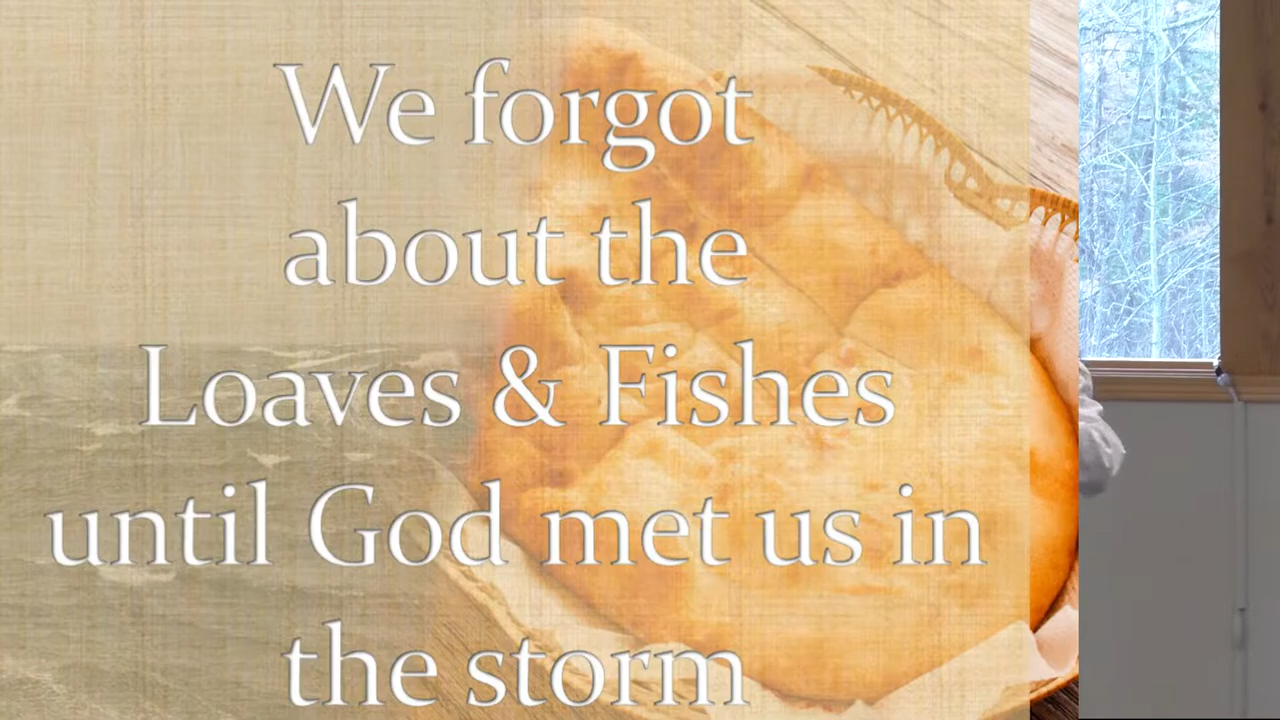 We forgot
about the
Loaves & Fishes
until God met us in
the storm